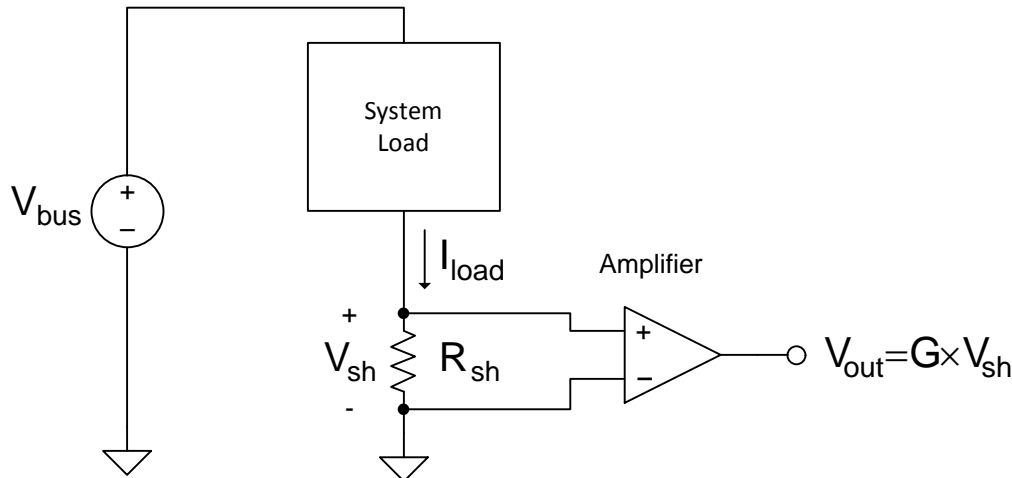 System
Load
V_bus
+
−
I_load
Amplifier
+
V_sh
-
R_sh
+
−
V_out=G×V_sh